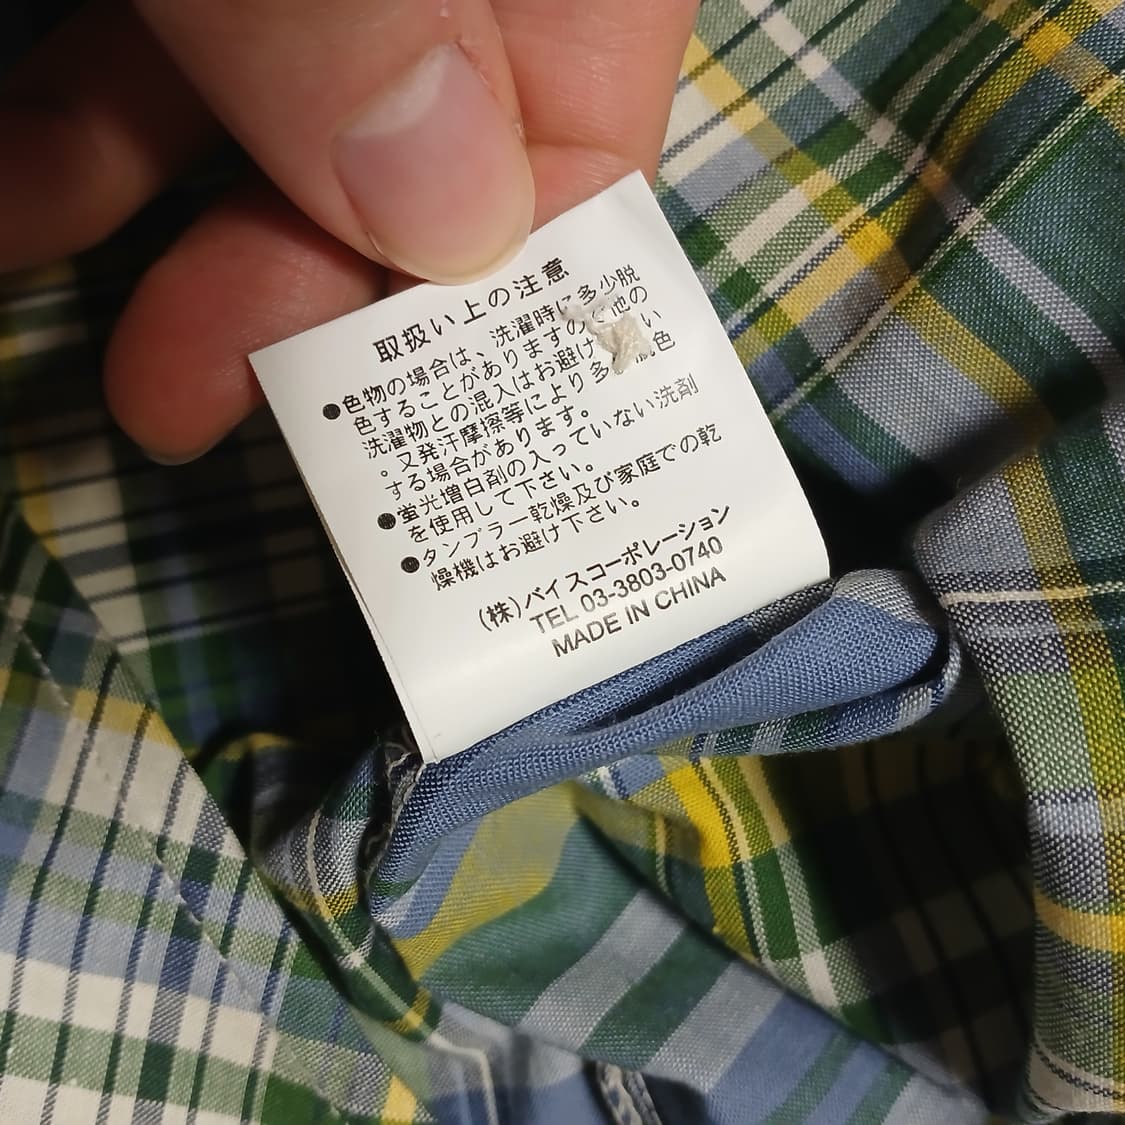 取扱い上の注意
●色物の場合は、洗濯時に多少脱
色することがありますので他の
洗濯物との混入はお避け い
。又発汗摩擦等により多 脱色
する場合があります。
●蛍光増白剤の入っていない洗剤
を使用して下さい。
●タンブラー乾燥及び家庭での乾
燥機はお避け下さい。
(株)バイスコーポレーション
TEL 03-3803-0740
MADE IN CHINA